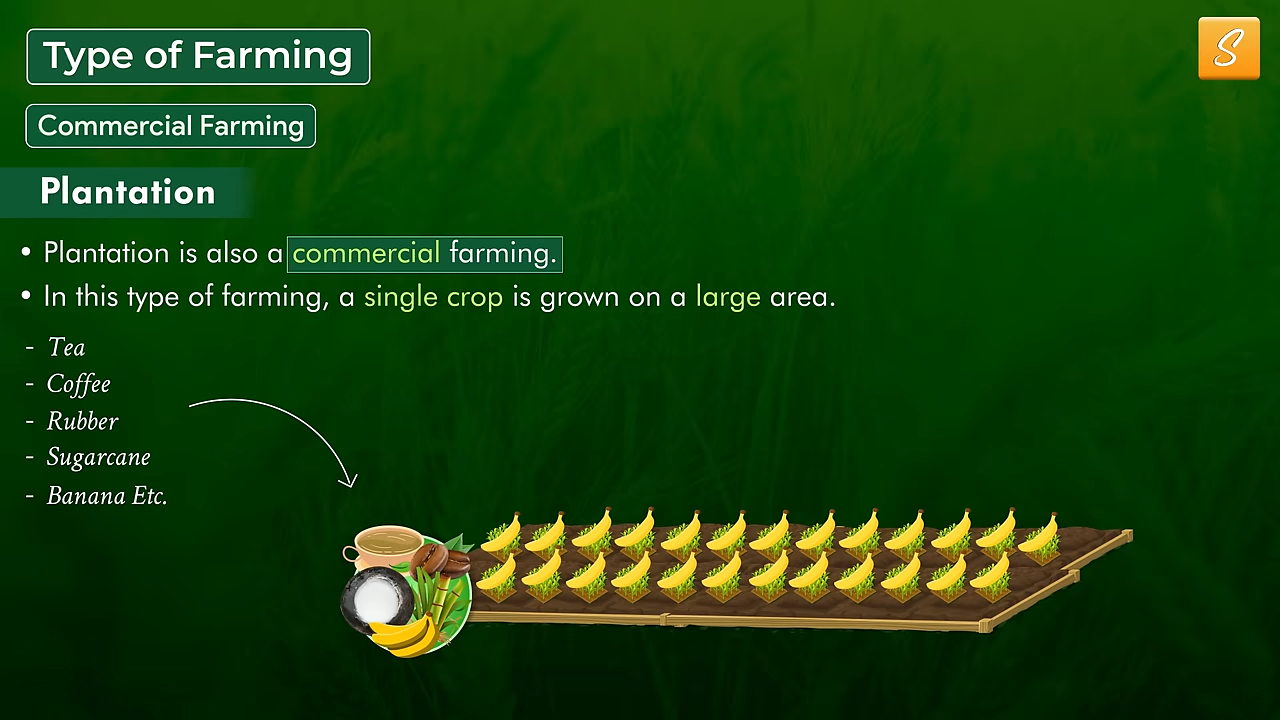 Type of Farming
S
Commercial Farming
Plantation
• Plantation is also a commercial farming.
• In this type of farming, a single crop is grown on a large area.
- Tea
- Coffee
- Rubber
- Sugarcane
- Banana Etc.